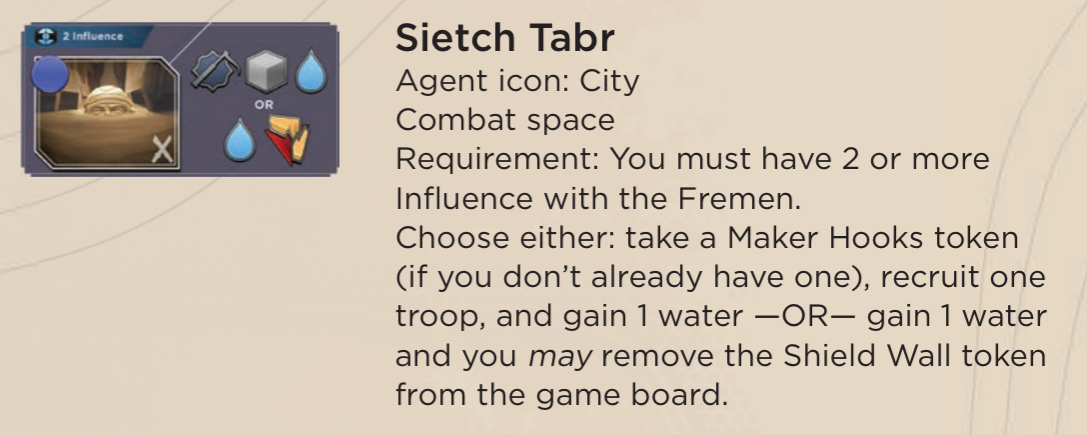 2 Influence
OR
Sietch Tabr
Agent icon: City
Combat space
Requirement: You must have 2 or more
Influence with the Fremen.
Choose either: take a Maker Hooks token
(if you don’t already have one), recruit one
troop, and gain 1 water —OR— gain 1 water
and you may remove the Shield Wall token
from the game board.